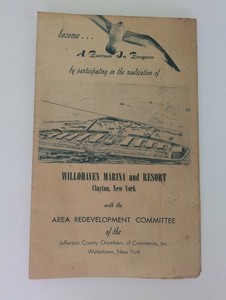 become . . .
A Partner In Progress
by participating in the realization of
WILLOHAVEN MARINA and RESORT
Clayton, New York
with the
AREA REDEVELOPMENT COMMITTEE
of the
Jefferson County Chambers of Commerce, Inc.
Watertown, New York